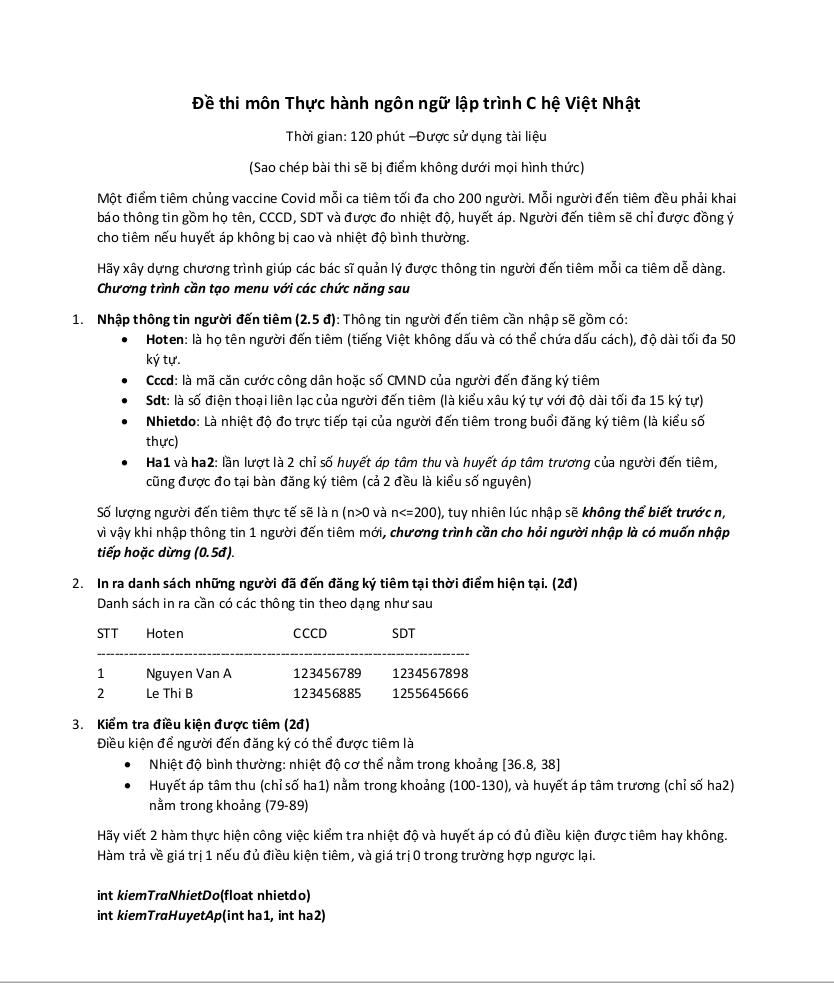 Đề thi môn Thực hành ngôn ngữ lập trình C hệ Việt Nhật
Thời gian: 120 phút –Được sử dụng tài liệu
(Sao chép bài thi sẽ bị điểm không dưới mọi hình thức)
Một điểm tiêm chủng vaccine Covid mỗi ca tiêm tối đa cho 200 người. Mỗi người đến tiêm đều phải khai
báo thông tin gồm họ tên, CCCD, SDT và được đo nhiệt độ, huyết áp. Người đến tiêm sẽ chỉ được đồng ý
cho tiêm nếu huyết áp không bị cao và nhiệt độ bình thường.
Hãy xây dựng chương trình giúp các bác sĩ quản lý được thông tin người đến tiêm mỗi ca tiêm dễ dàng.
Chương trình cần tạo menu với các chức năng sau
1. Nhập thông tin người đến tiêm (2.5 đ): Thông tin người đến tiêm cần nhập sẽ gồm có:
• Hoten: là họ tên người đến tiêm (tiếng Việt không dấu và có thể chứa dấu cách), độ dài tối đa 50
ký tự.
• Cccd: là mã căn cước công dân hoặc số CMND của người đến đăng ký tiêm
• Sdt: là số điện thoại liên lạc của người đến tiêm (là kiểu xâu ký tự với độ dài tối đa 15 ký tự)
• Nhietdo: Là nhiệt độ đo trực tiếp tại của người đến tiêm trong buổi đăng ký tiêm (là kiểu số
thực)
• Ha1 và ha2: lần lượt là 2 chỉ số huyết áp tâm thu và huyết áp tâm trương của người đến tiêm,
cũng được đo tại bàn đăng ký tiêm (cả 2 đều là kiểu số nguyên)
Số lượng người đến tiêm thực tế sẽ là n (n>0 và n<=200), tuy nhiên lúc nhập sẽ không thể biết trước n,
vì vậy khi nhập thông tin 1 người đến tiêm mới, chương trình cần cho hỏi người nhập là có muốn nhập
tiếp hoặc dừng (0.5đ).
2. In ra danh sách những người đã đến đăng ký tiêm tại thời điểm hiện tại. (2đ)
Danh sách in ra cần có các thông tin theo dạng như sau
STT Hoten CCCD SDT
--------------------------------------------------------------------------------
1 Nguyen Van A 123456789 1234567898
2 Le Thi B 123456885 1255645666
3. Kiểm tra điều kiện được tiêm (2đ)
Điều kiện để người đến đăng ký có thể được tiêm là
• Nhiệt độ bình thường: nhiệt độ cơ thể nằm trong khoảng [36.8, 38]
• Huyết áp tâm thu (chỉ số ha1) nằm trong khoảng (100-130), và huyết áp tâm trương (chỉ số ha2)
nằm trong khoảng (79-89)
Hãy viết 2 hàm thực hiện công việc kiểm tra nhiệt độ và huyết áp có đủ điều kiện được tiêm hay không.
Hàm trả về giá trị 1 nếu đủ điều kiện tiêm, và giá trị 0 trong trường hợp ngược lại.
int kiemTraNhietDo(float nhietdo)
int kiemTraHuyetAp(int ha1, int ha2)